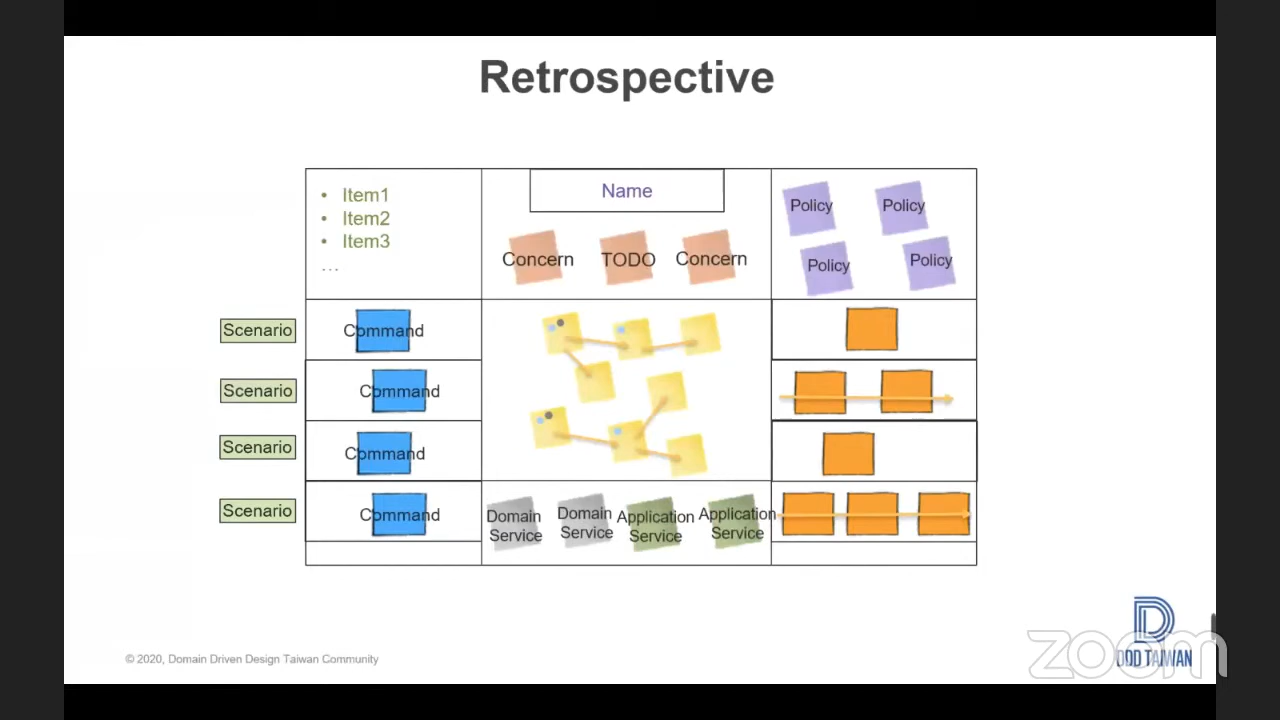 Retrospective
• Item1
• Item2
• Item3
...
Name
Concern
TODO
Concern
Policy
Policy
Policy
Policy
Scenario
Command
Scenario
Command
Scenario
Command
Scenario
Command
Domain
Service
Domain
Service
Application
Service
Application
Service
© 2020, Domain Driven Design Taiwan Community
DDD TAIWAN
zoom